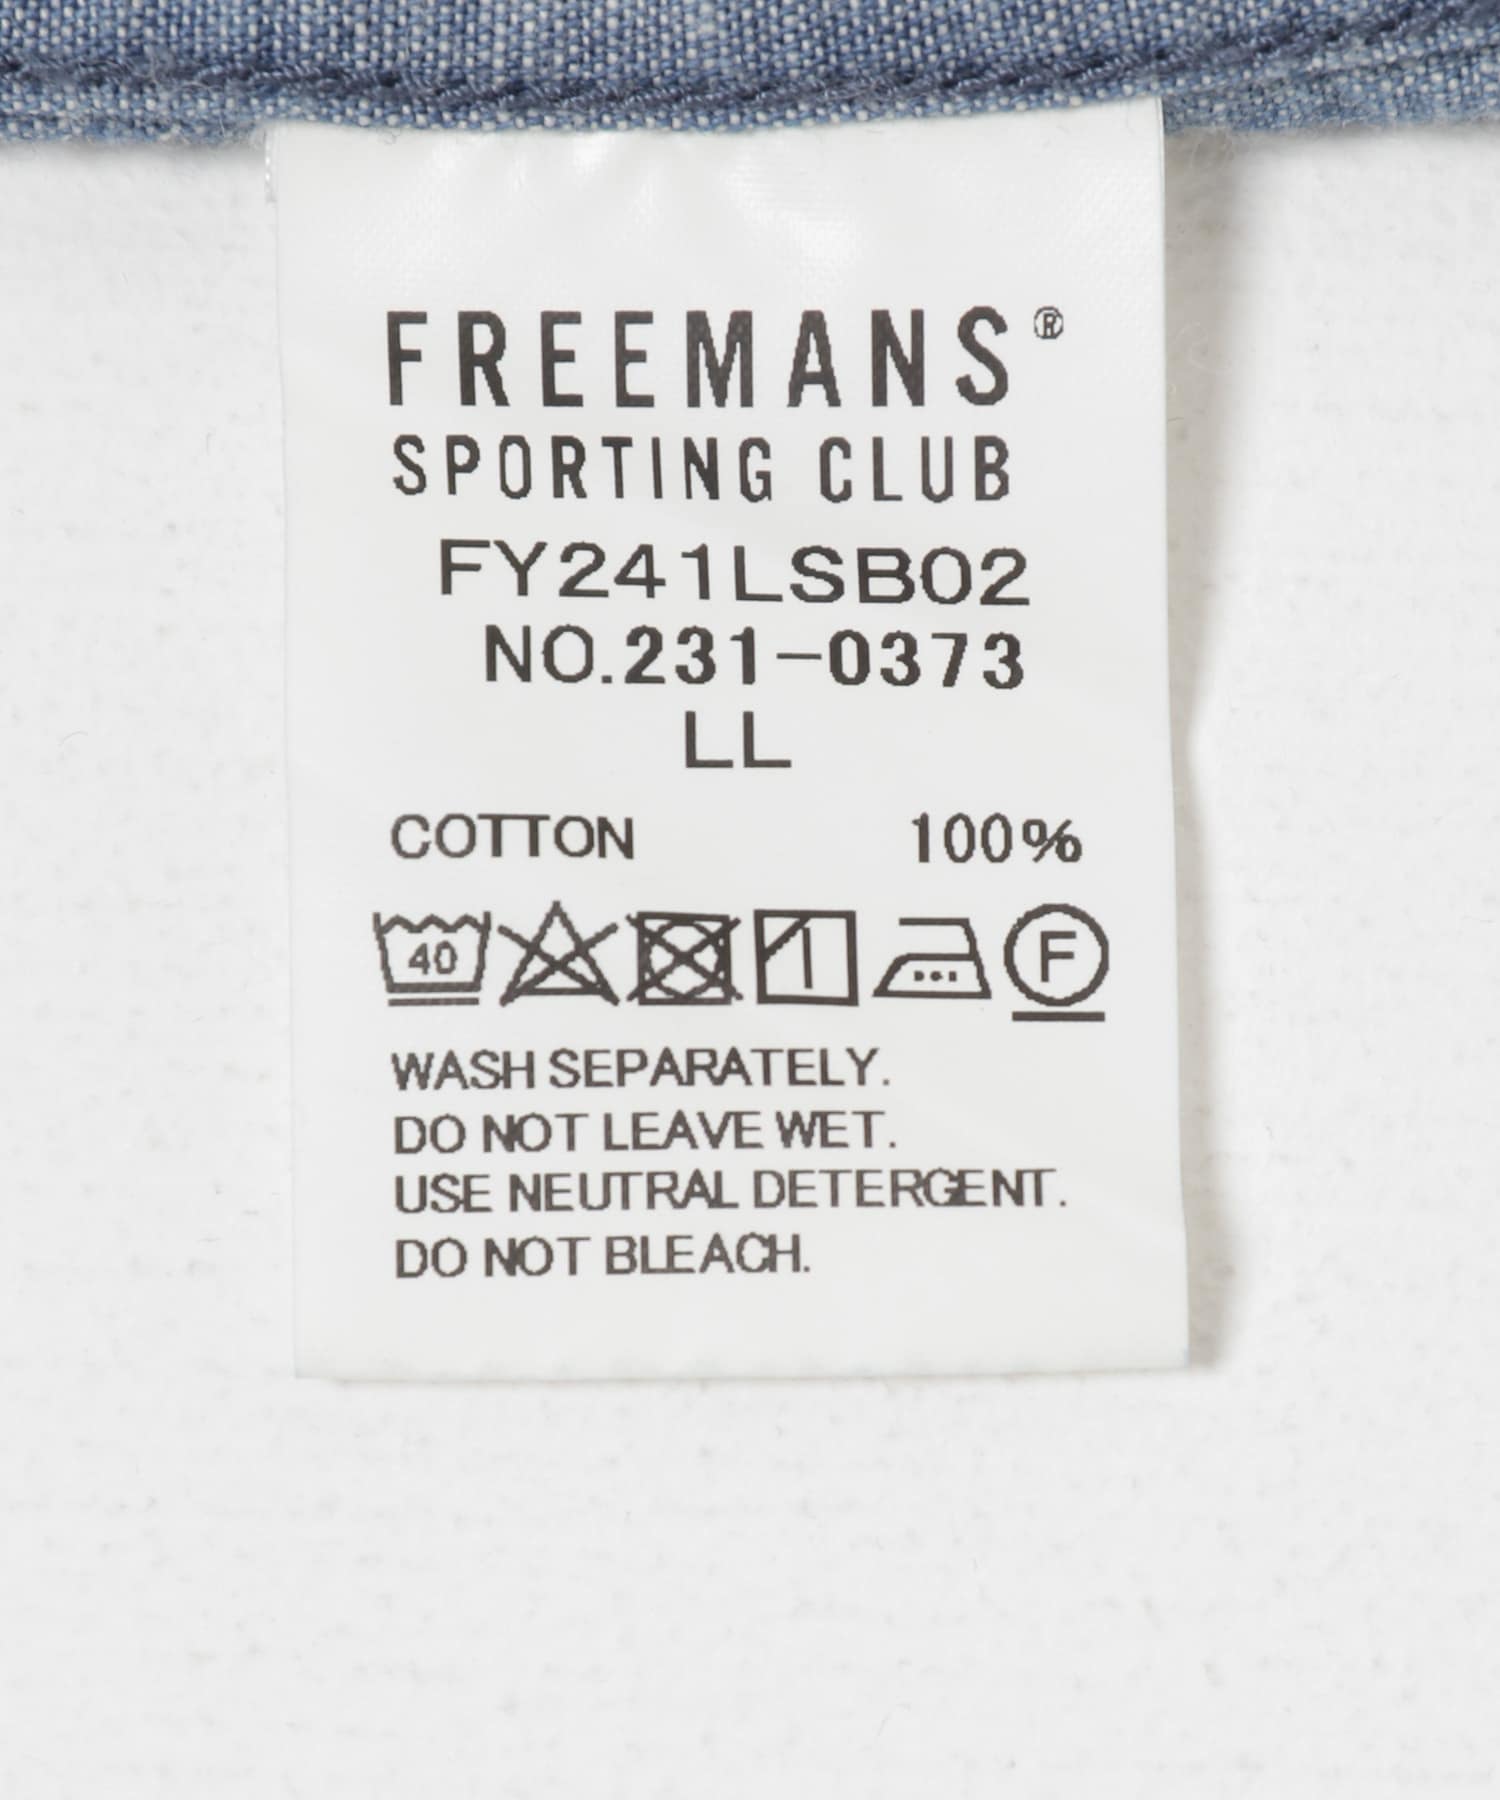 FREEMANS®
SPORTING CLUB
FY241LSB02
NO.231-0373
LL
COTTON 100%
40 F
WASH SEPARATELY.
DO NOT LEAVE WET.
USE NEUTRAL DETERGENT.
DO NOT BLEACH.